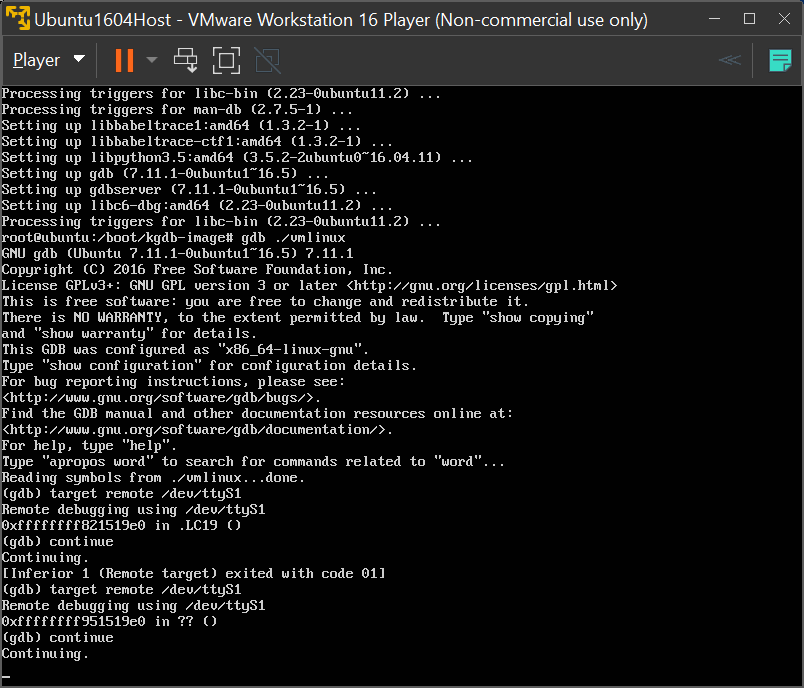 Ubuntu1604Host - VMware Workstation 16 Player (Non-commercial use only)
Player
Processing triggers for libc-bin (2.23-0ubuntu11.2) ...
Processing triggers for man-db (2.7.5-1) ...
Setting up libbabeltrace1:amd64 (1.3.2-1) ...
Setting up libbabeltrace-ctf1:amd64 (1.3.2-1) ...
Setting up libpython3.5:amd64 (3.5.2-2ubuntu0~16.04.11) ...
Setting up gdb (7.11.1-0ubuntu1~16.5) ...
Setting up gdbserver (7.11.1-0ubuntu1~16.5) ...
Setting up libc6-dbg:amd64 (2.23-0ubuntu11.2) ...
Processing triggers for libc-bin (2.23-0ubuntu11.2) ...
root@ubuntu:/boot/kgdb-image# gdb ./vmlinux
GNU gdb (Ubuntu 7.11.1-0ubuntu1~16.5) 7.11.1
Copyright (C) 2016 Free Software Foundation, Inc.
License GPLv3+: GNU GPL version 3 or later <http://gnu.org/licenses/gpl.html>
This is free software: you are free to change and redistribute it.
There is NO WARRANTY, to the extent permitted by law.  Type "show copying"
and "show warranty" for details.
This GDB was configured as "x86_64-linux-gnu".
Type "show configuration" for configuration details.
For bug reporting instructions, please see:
<http://www.gnu.org/software/gdb/bugs/>.
Find the GDB manual and other documentation resources online at:
<http://www.gnu.org/software/gdb/documentation/>.
For help, type "help".
Type "apropos word" to search for commands related to "word"...
Reading symbols from ./vmlinux...done.
(gdb) target remote /dev/ttyS1
Remote debugging using /dev/ttyS1
0xffffffff821519e0 in .LC19 ()
(gdb) continue
Continuing.
[Inferior 1 (Remote target) exited with code 01]
(gdb) target remote /dev/ttyS1
Remote debugging using /dev/ttyS1
0xffffffff951519e0 in ?? ()
(gdb) continue
Continuing.